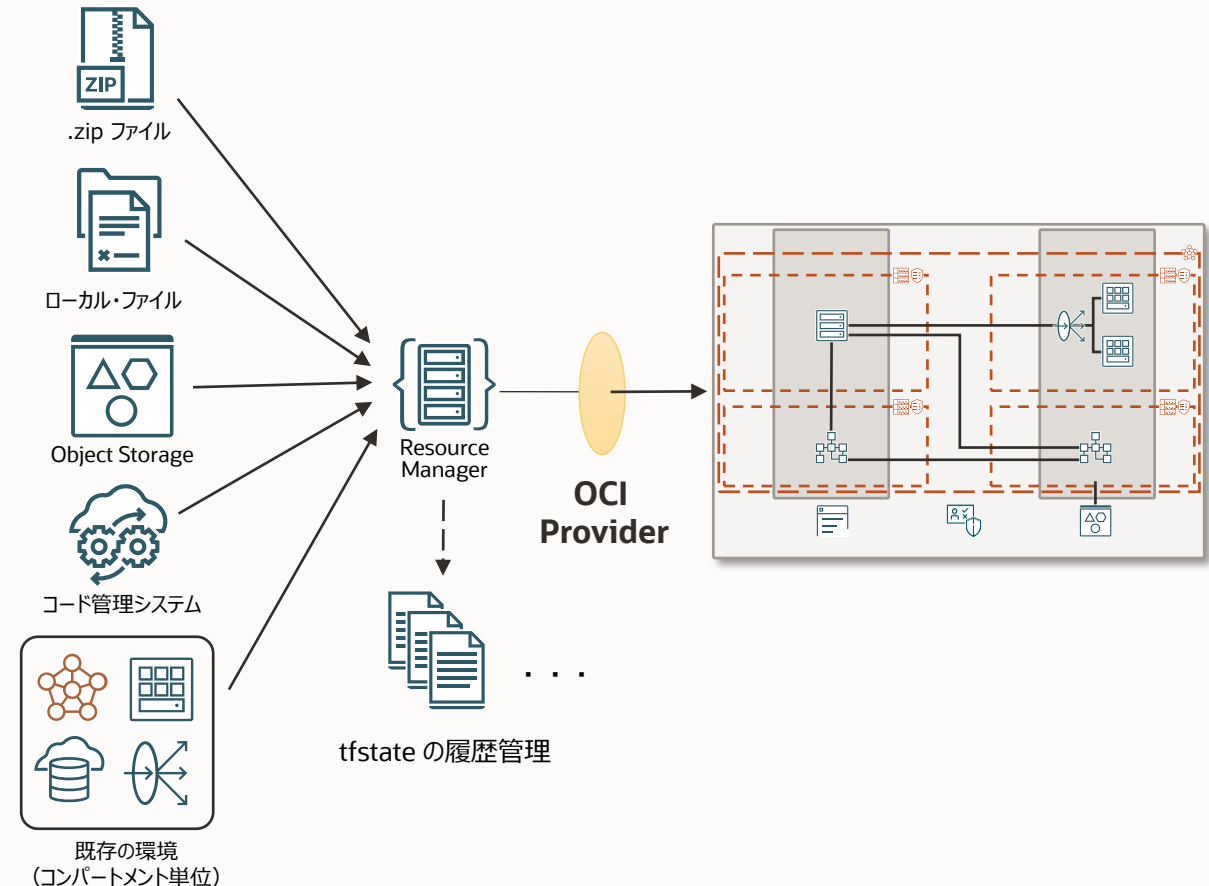 ZIP
.zip ファイル
ローカル・ファイル
Object Storage
コード管理システム
既存の環境
（コンパートメント単位）
Resource
Manager
tfstate の履歴管理
. . .
OCI
Provider